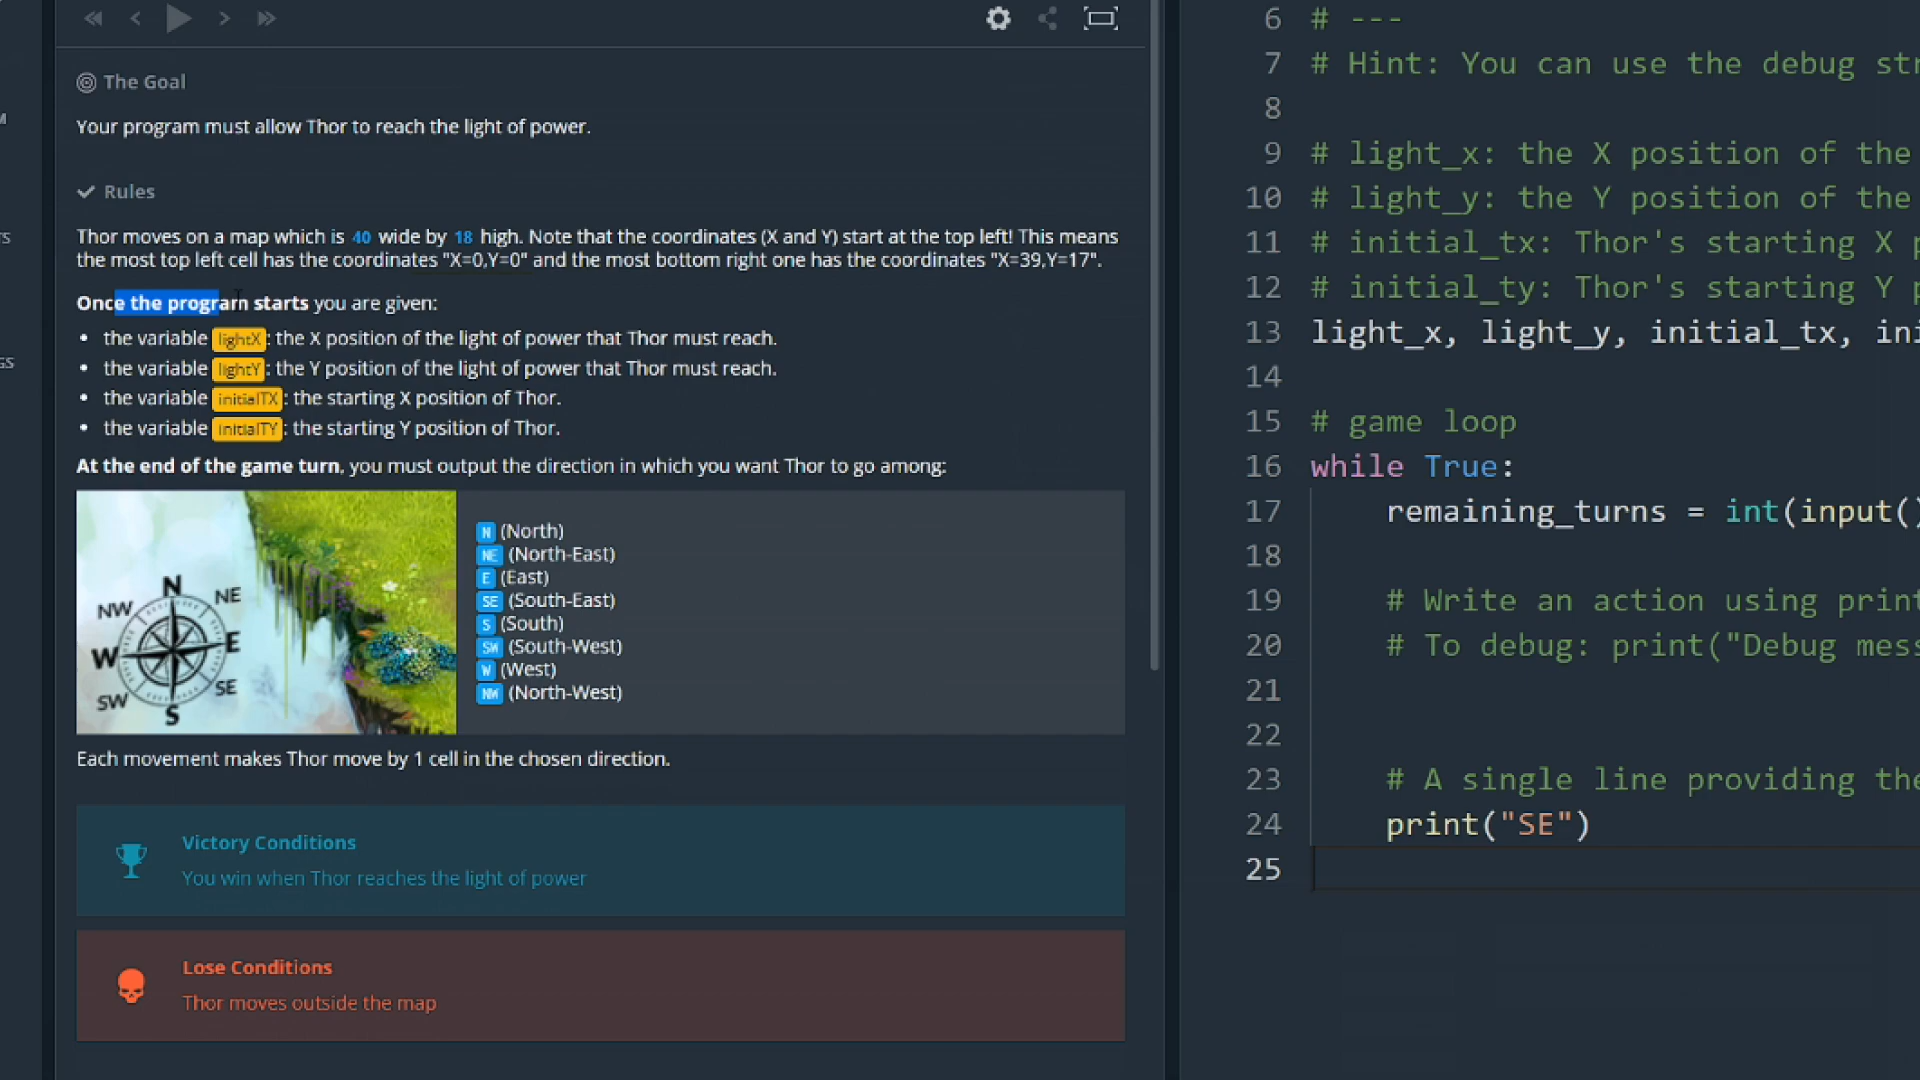 The Goal
Your program must allow Thor to reach the light of power.
Rules
Thor moves on a map which is 40 wide by 18 high. Note that the coordinates (X and Y) start at the top left! This means
the most top left cell has the coordinates "X=0,Y=0" and the most bottom right one has the coordinates "X=39,Y=17".
Once the program starts you are given:
the variable lightX: the X position of the light of power that Thor must reach.
the variable lightY: the Y position of the light of power that Thor must reach.
the variable initialTX: the starting X position of Thor.
the variable initialTY: the starting Y position of Thor.
At the end of the game turn, you must output the direction in which you want Thor to go among:
N
NW NE
W E
SW SE
S
N (North)
NE (North-East)
E (East)
SE (South-East)
S (South)
SW (South-West)
W (West)
NW (North-West)
Each movement makes Thor move by 1 cell in the chosen direction.
Victory Conditions
You win when Thor reaches the light of power
Lose Conditions
Thor moves outside the map
6 # ---
7 # Hint: You can use the debug str
8
9 # light_x: the X position of the
10 # light_y: the Y position of the
11 # initial_tx: Thor's starting X
12 # initial_ty: Thor's starting Y
13 light_x, light_y, initial_tx, ini
14
15 # game loop
16 while True:
17 remaining_turns = int(input()
18
19 # Write an action using print
20 # To debug: print("Debug mess
21
22
23 # A single line providing the
24 print("SE")
25